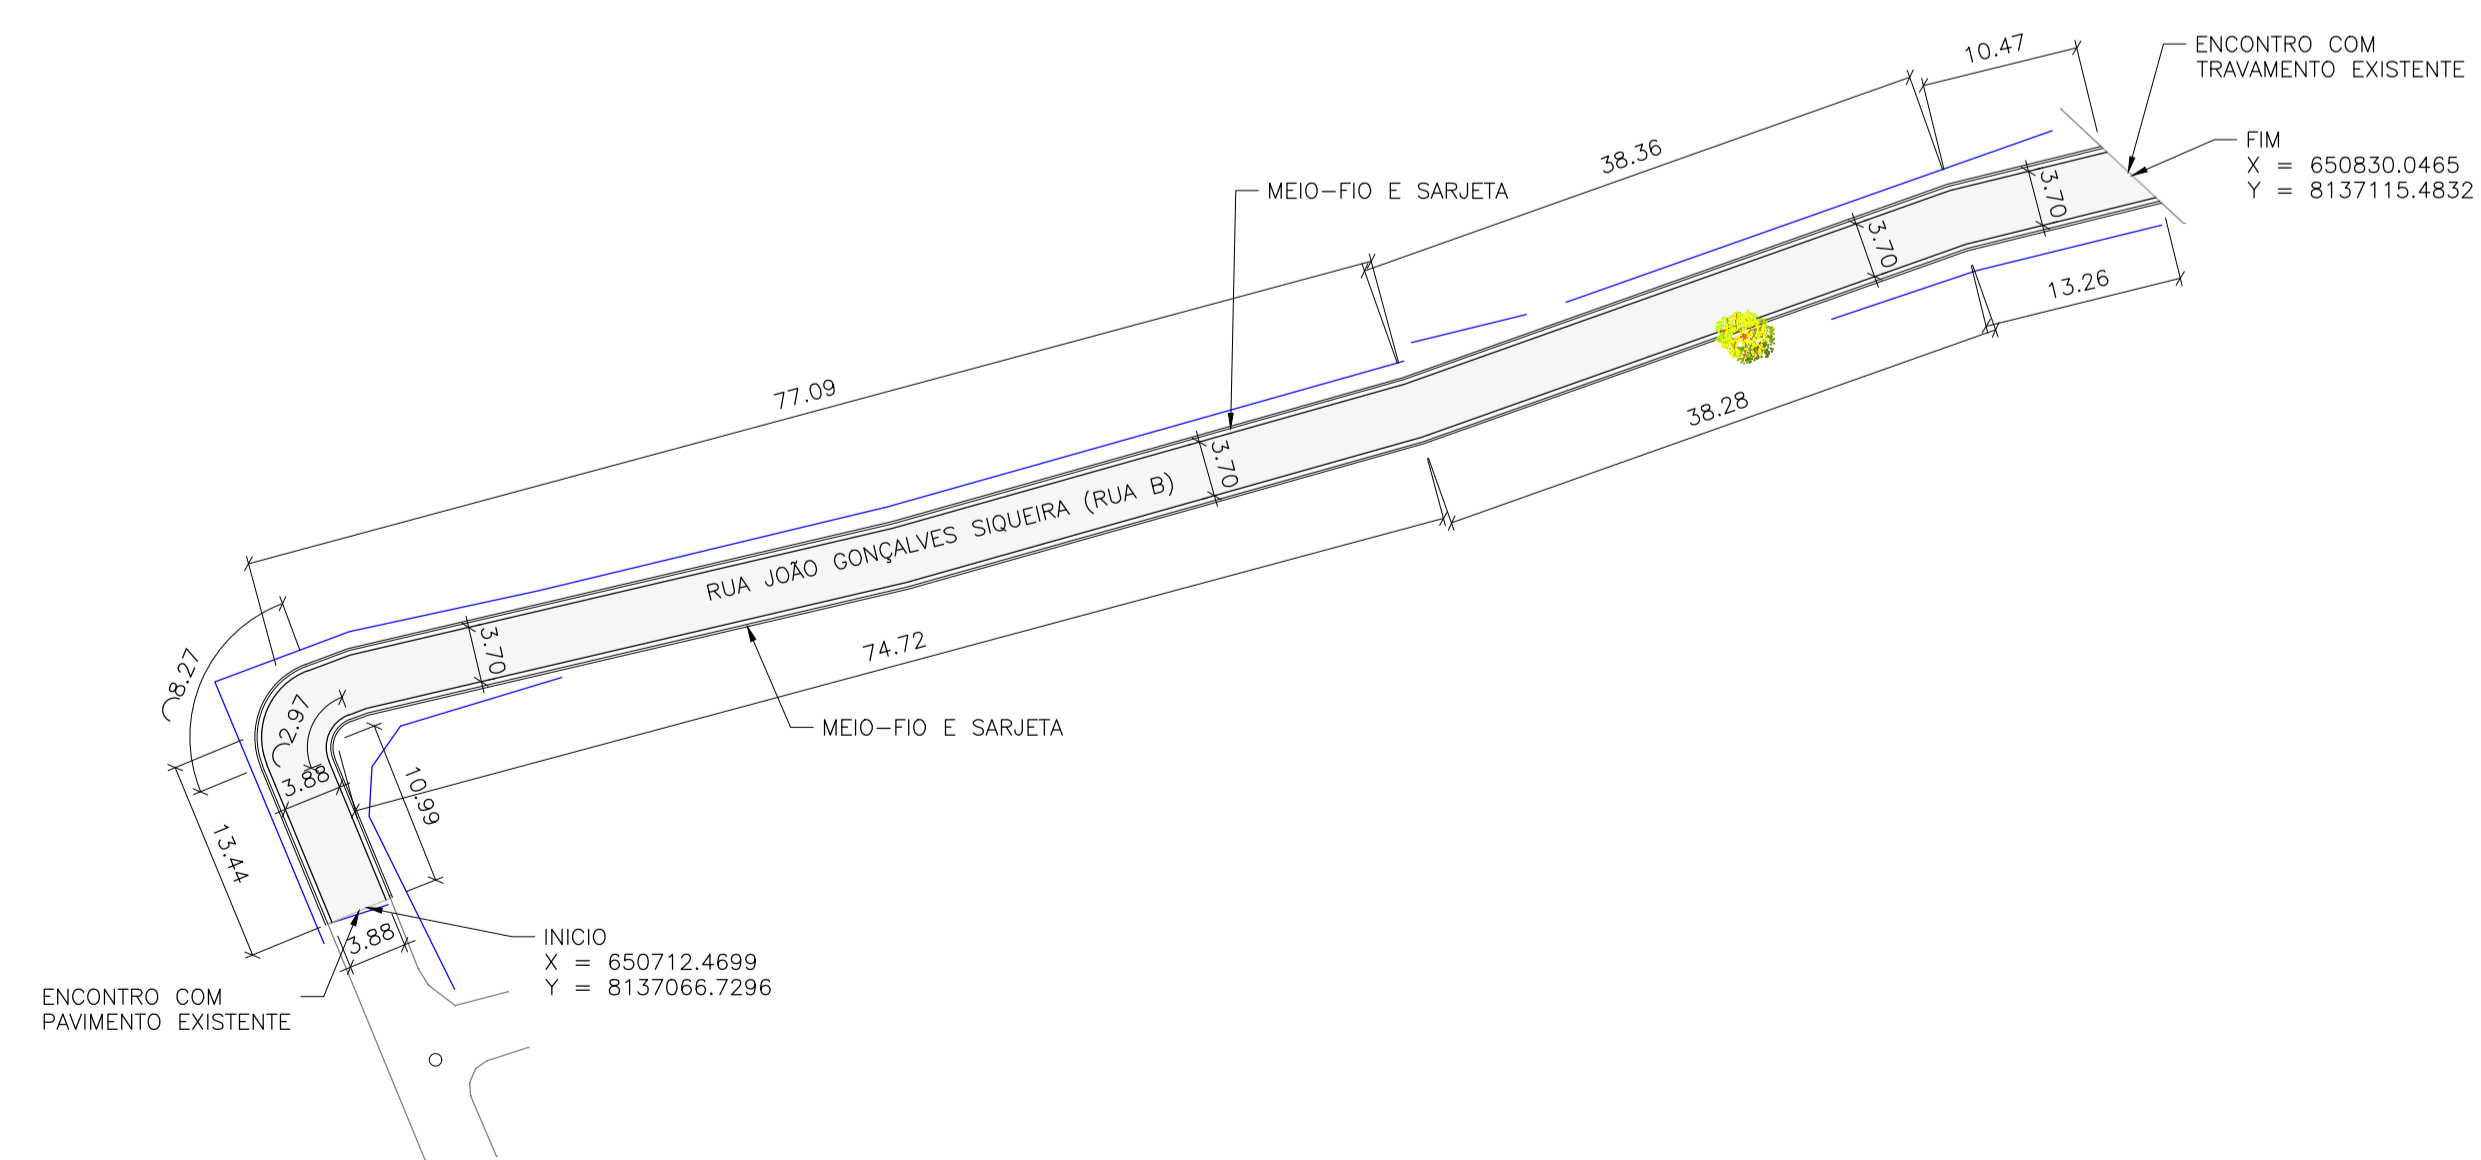 10.47
ENCONTRO COM
TRAVAMENTO EXISTENTE
38.36
FIM
X = 650830.0465
Y = 8137115.4832
MEIO-FIO E SARJETA
3.70
3.70
13.26
77.09
38.28
3.70
RUA JOÃO GONÇALVES SIQUEIRA (RUA B)
3.70
74.72
8.27
2.97
MEIO-FIO E SARJETA
3.88
10.99
13.44
3.88
INICIO
X = 650712.4699
Y = 8137066.7296
ENCONTRO COM
PAVIMENTO EXISTENTE